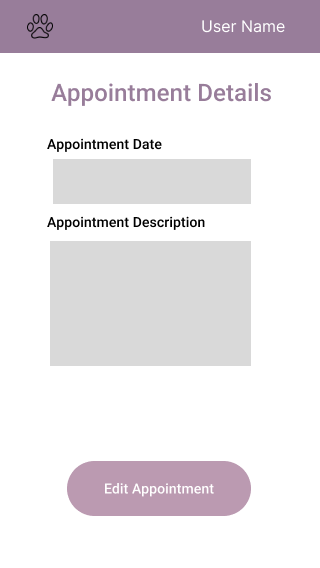 User Name
Appointment Details
Appointment Date
Appointment Description
Edit Appointment